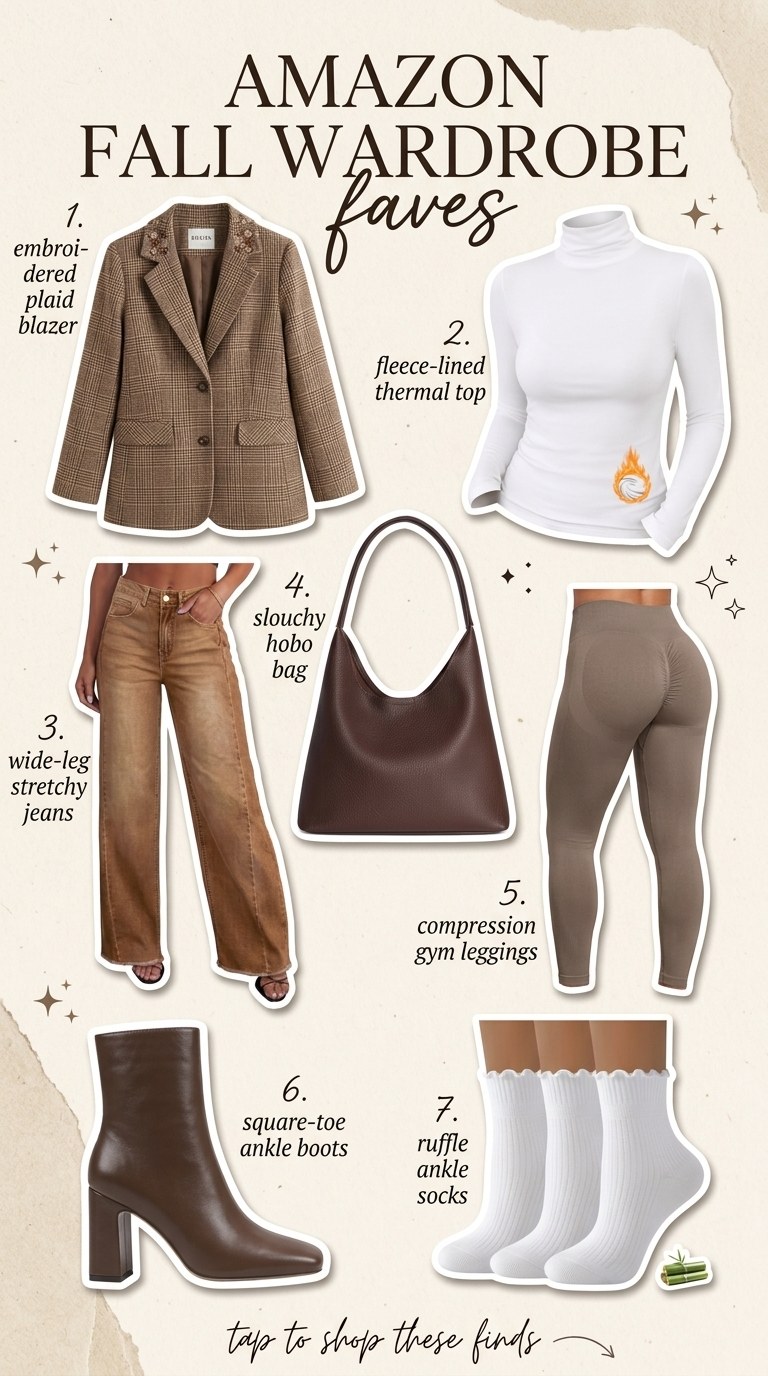 AMAZON
FALL WARDROBE
faves
1.
embroi-
dered
plaid
blazer
2.
fleece-lined
thermal top
3.
wide-leg
stretchy
jeans
4.
slouchy
hobo
bag
5.
compression
gym leggings
6.
square-toe
ankle boots
7.
ruffle
ankle
socks
tap to shop these finds